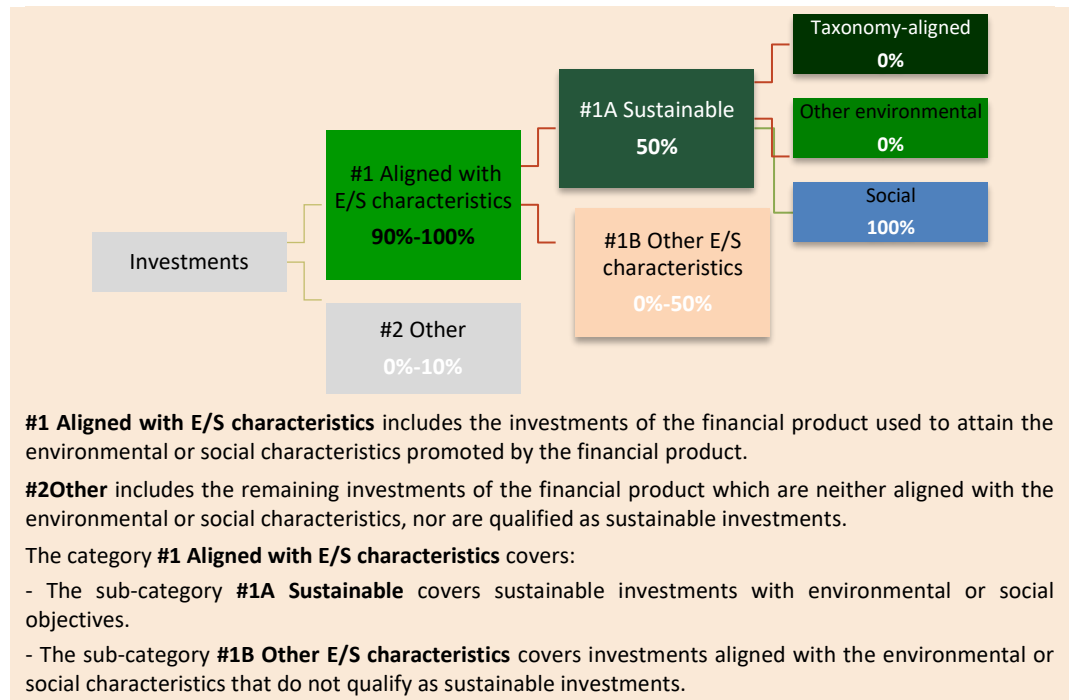 Taxonomy-aligned
0%
#1A Sustainable
50%
Other environmental
0%
#1 Aligned with
E/S characteristics
90%-100%
Social
100%
#1B Other E/S
characteristics
0%-50%
Investments
#2 Other
0%-10%
#1 Aligned with E/S characteristics includes the investments of the financial product used to attain the
environmental or social characteristics promoted by the financial product.
#2Other includes the remaining investments of the financial product which are neither aligned with the
environmental or social characteristics, nor are qualified as sustainable investments.
The category #1 Aligned with E/S characteristics covers:
- The sub-category #1A Sustainable covers sustainable investments with environmental or social
objectives.
- The sub-category #1B Other E/S characteristics covers investments aligned with the environmental or
social characteristics that do not qualify as sustainable investments.